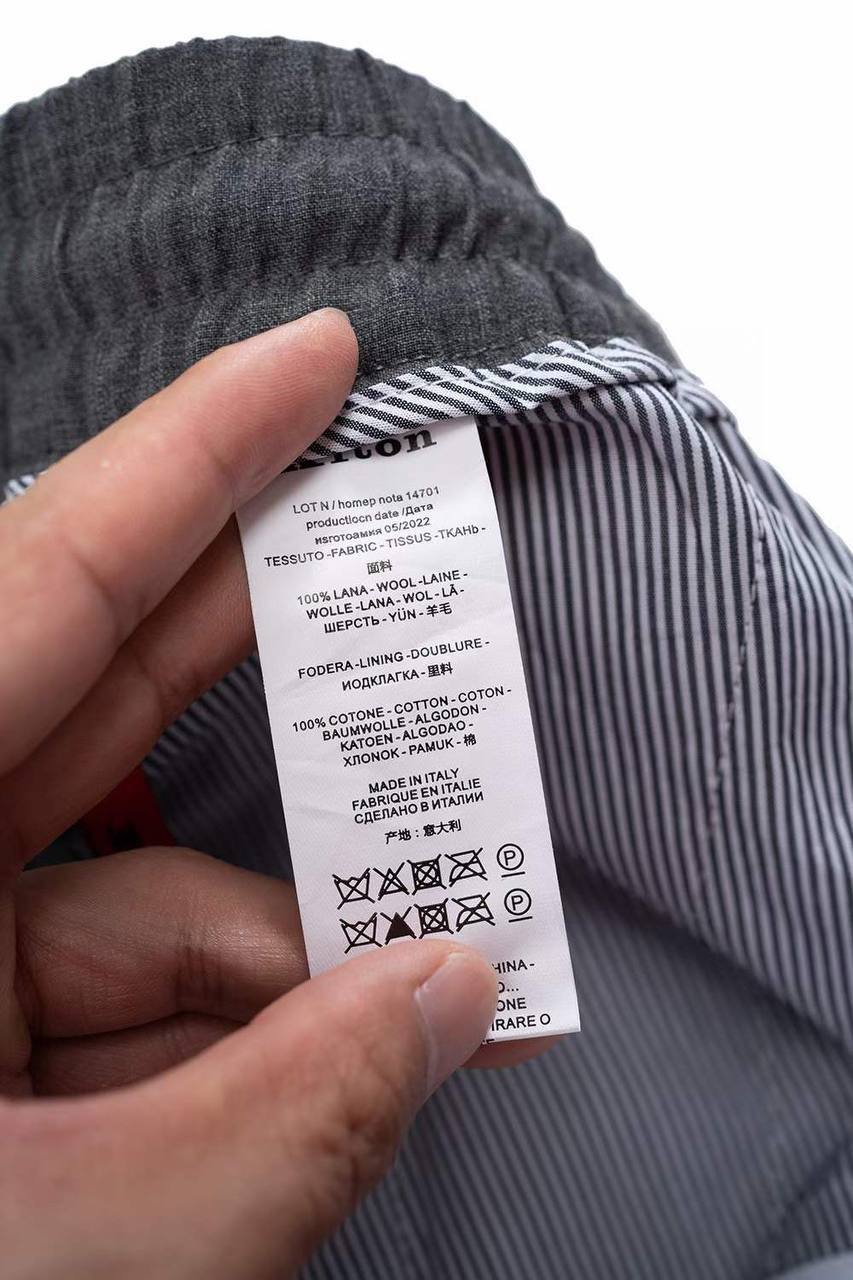 LOT N / homep nota 14701
productlocn date /Дата
изготоамия 05/2022
TESSUTO -FABRIC - TISSUS -ТКАНЬ -
面料
100% LANA - WOOL -LAINE -
WOLLE -LANA - WOL - LÃ -
ШЕРСТЬ - YÜN - 羊毛
FODERA -LINING -DOUBLURE -
ИОДКЛАГКА - 里料
100% COTONE - COTTON - COTON -
BAUMWOLLE - ALGODON -
KATOEN - ALGODAO -
ХЛОНОК - PAMUK - 棉
MADE IN ITALY
FABRIQUE EN ITALIE
СДЕЛАНО В ИТАЛИИ
产地：意大利
P
P